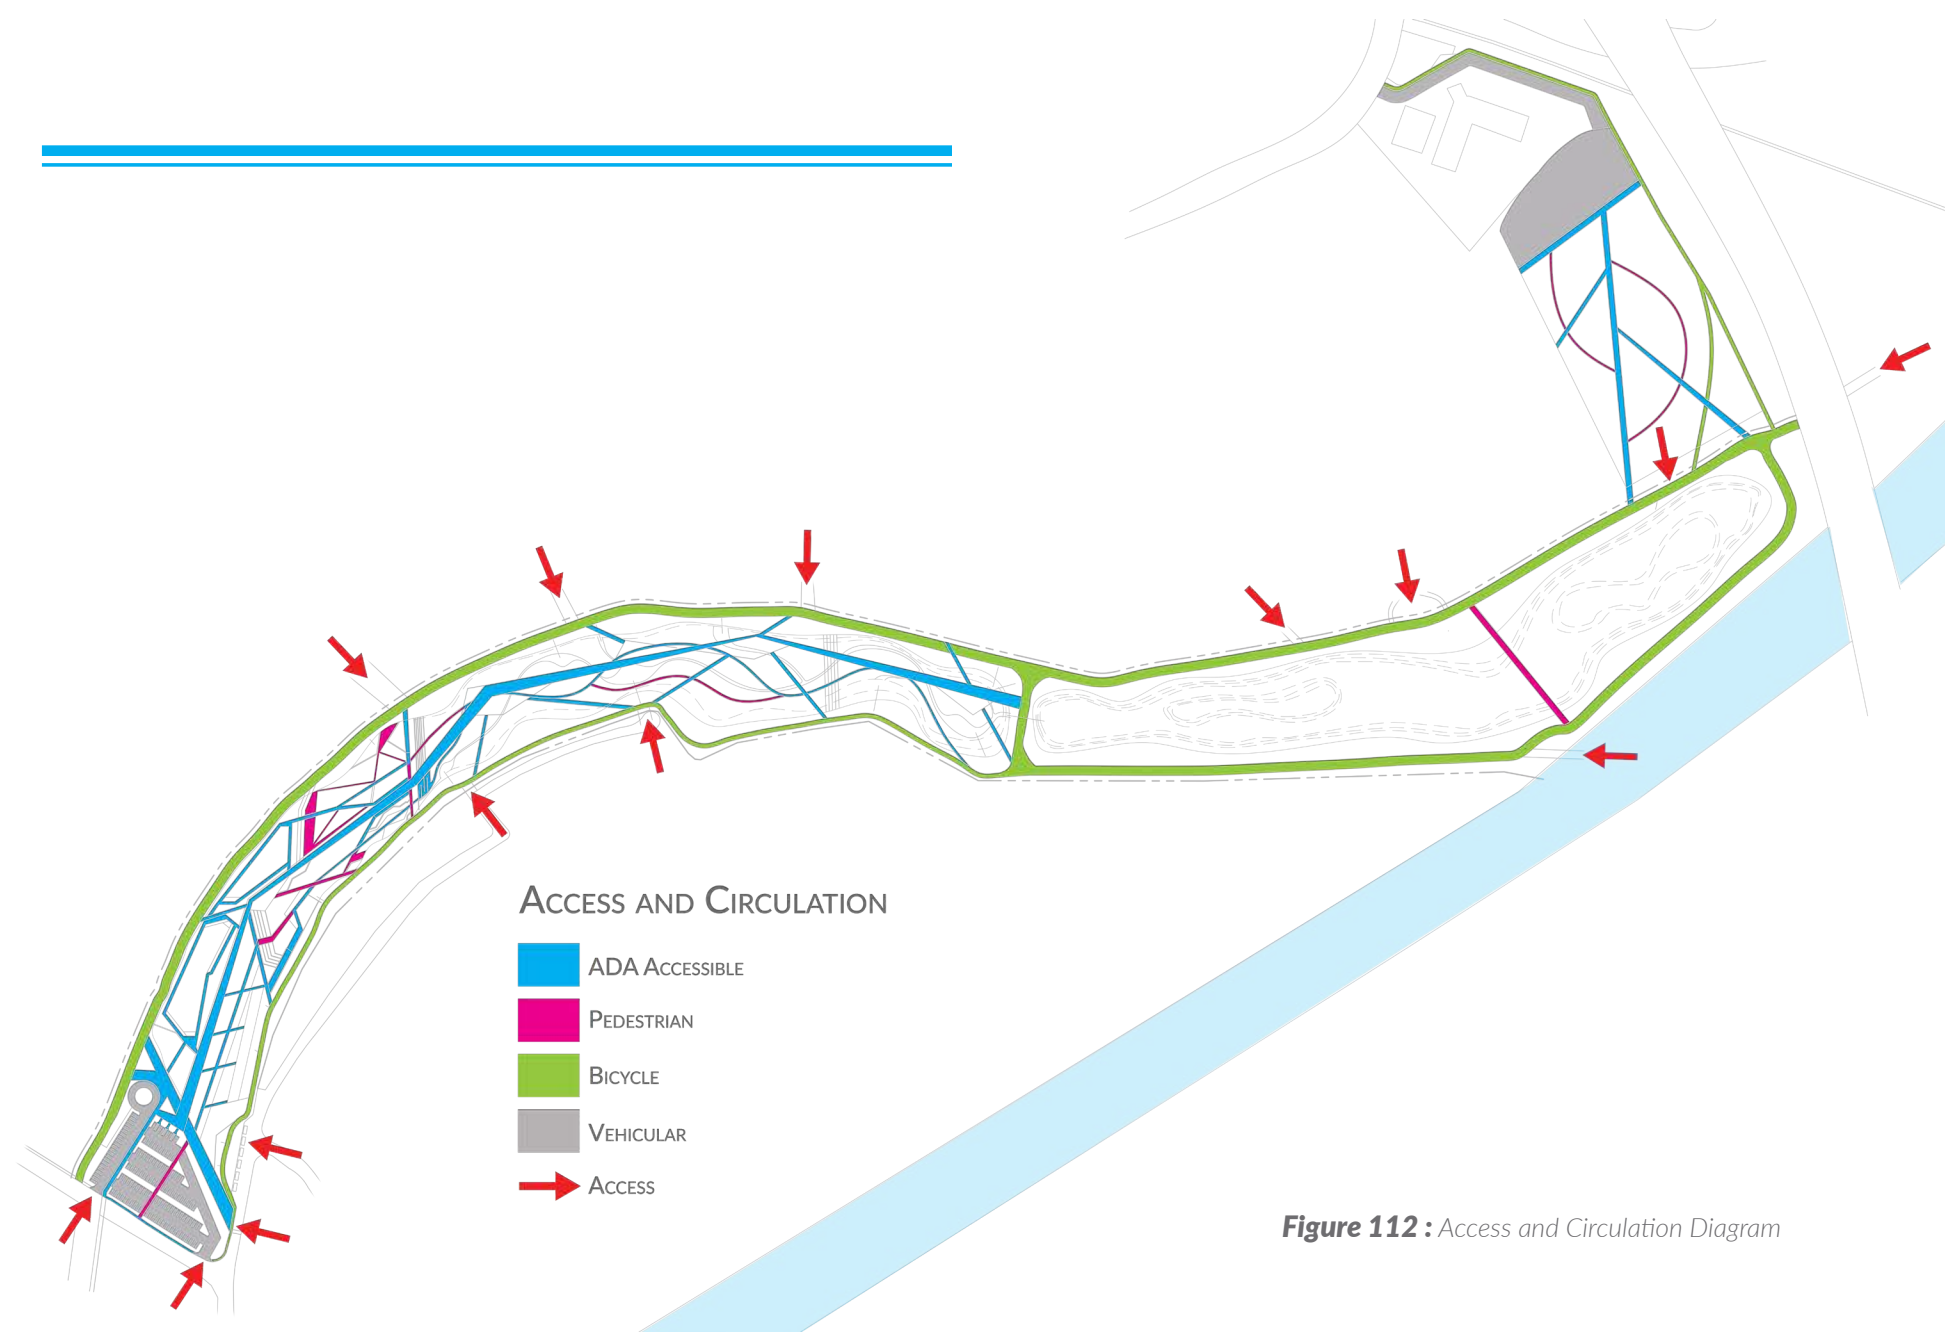 Access and Circulation
ADA Accessible
Pedestrian
Bicycle
Vehicular
Access
Figure 112 : Access and Circulation Diagram